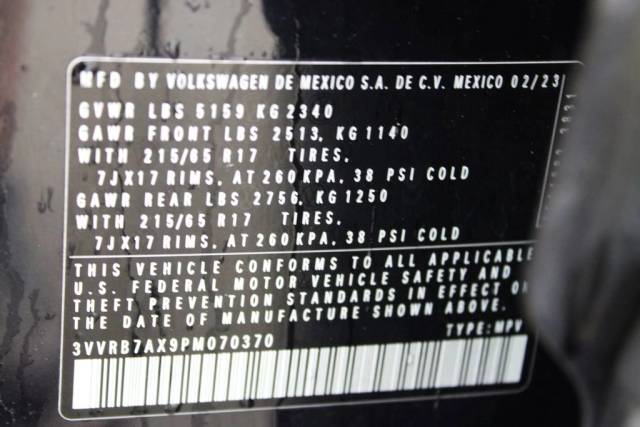 MFD BY VOLKSWAGEN DE MEXICO S.A. DE C.V. MEXICO 02/23
GVWR LBS 5159 KG 2340
GAWR FRONT LBS 2513, KG 1140
WITH 215/65 R17 TIRES,
7JX17 RIMS, AT 260 KPA, 38 PSI COLD
GAWR REAR LBS 2756, KG 1250
WITH 215/65 R17 TIRES,
7JX17 RIMS, AT 260 KPA, 38 PSI COLD
THIS VEHICLE CONFORMS TO ALL APPLICABLE
U.S. FEDERAL MOTOR VEHICLE SAFETY AND
THEFT PREVENTION STANDARDS IN EFFECT
THE DATE OF MANUFACTURE SHOWN ABOVE.
3VVRB7AX9PM070370 TYPE: MPV